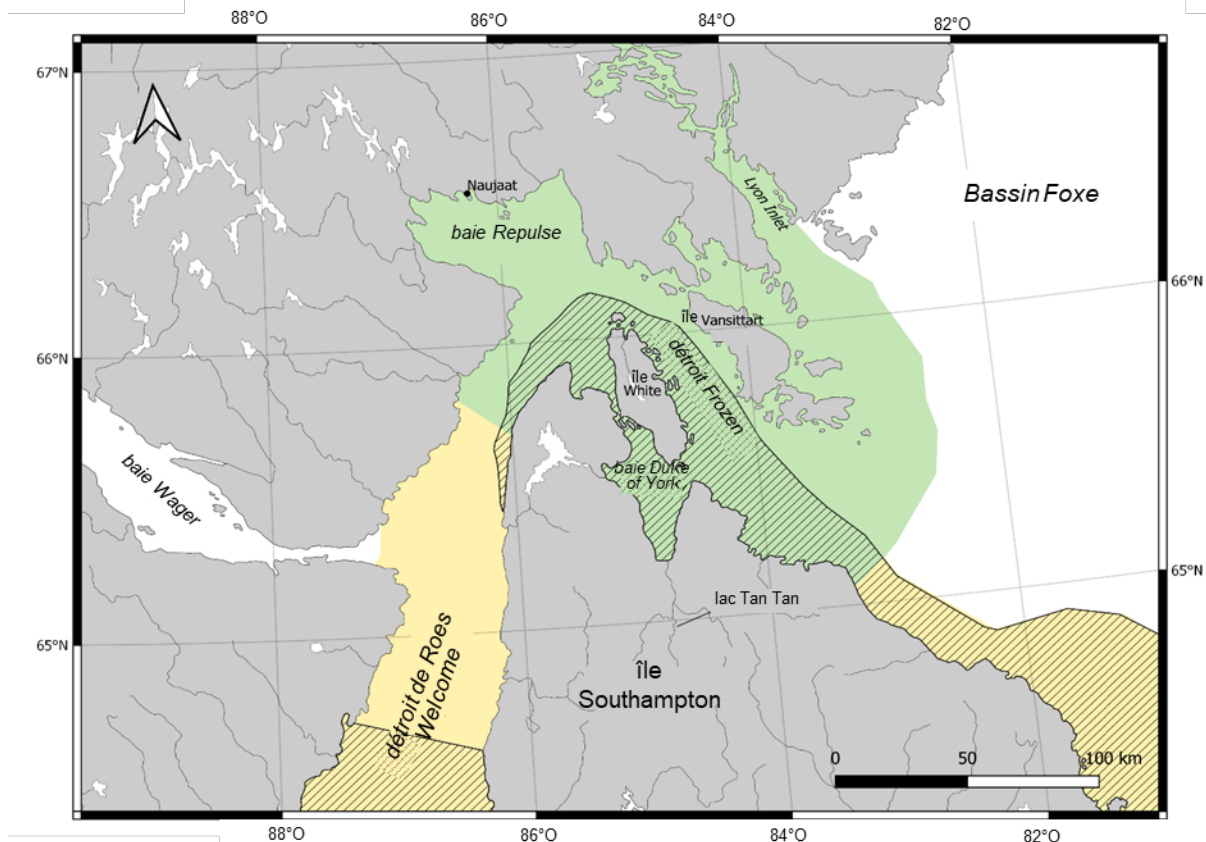 88°O
86°O
84°O
82°O
67°N
Naujaat
Lyon Inlet
Bassin Foxe
baie Repulse
66°N
île Vansittart
66°N
détroit Frozen
île
White
baie Wager
baie Duke
of York
65°N
lac Tan Tan
65°N
détroit de Roes
Welcome
île
Southampton
0
50
100 km
88°O
86°O
84°O
82°O